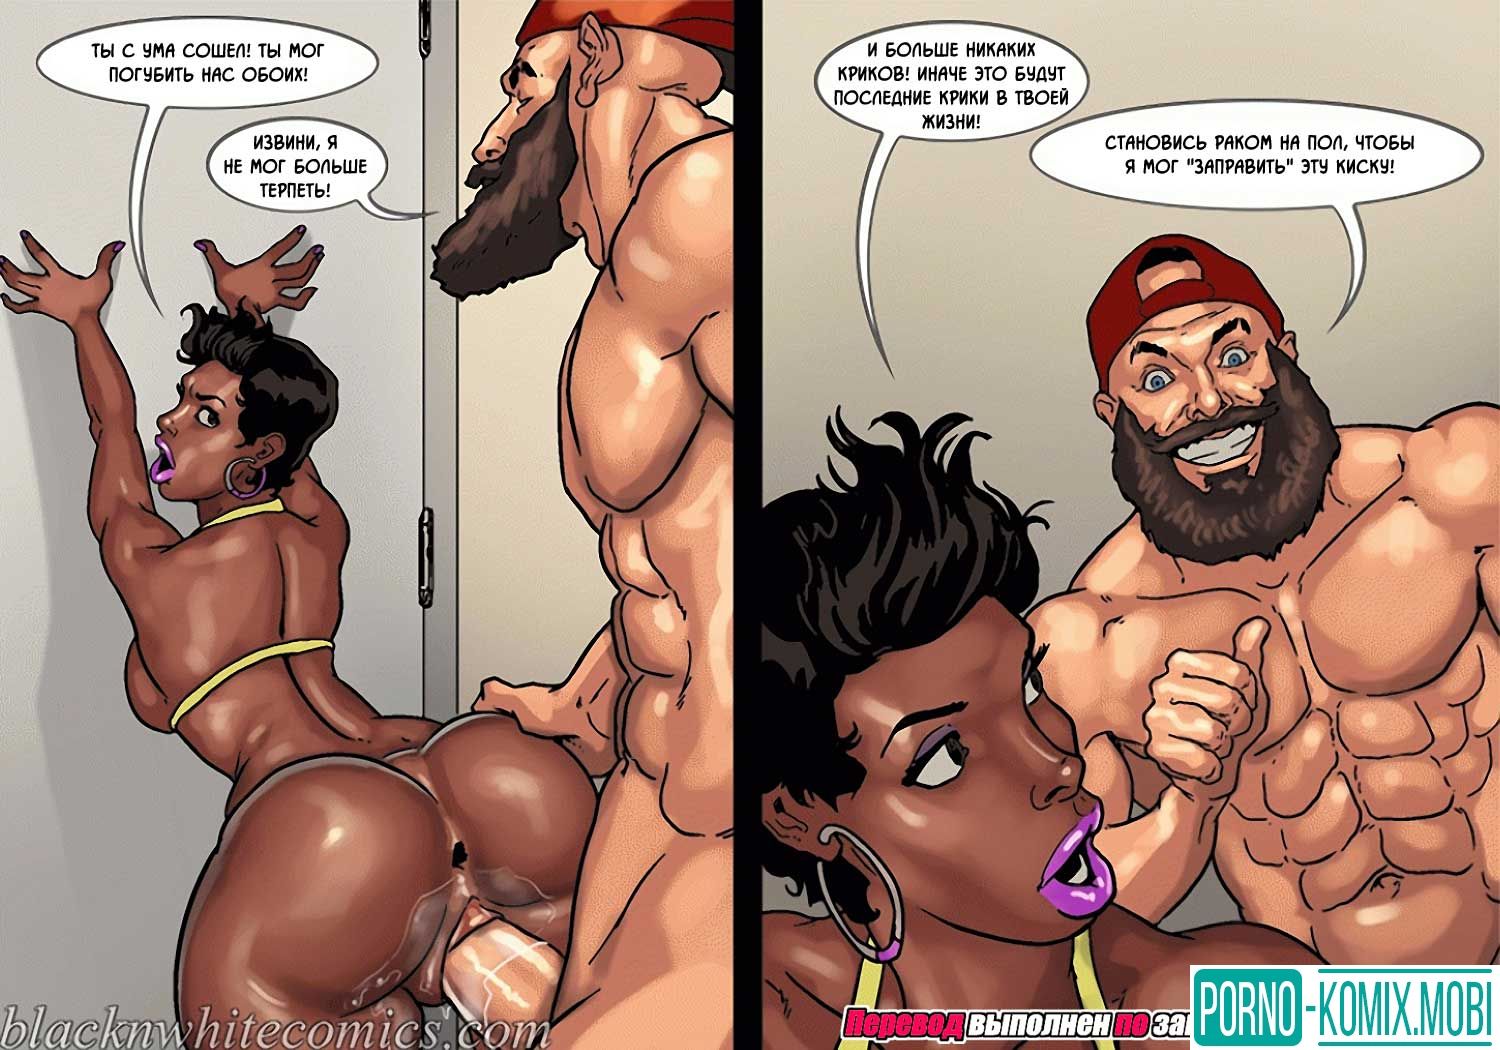 ТЫ С УМА СОШЕЛ! ТЫ МОГ
ПОГУБИТЬ НАС ОБОИХ!
ИЗВИНИ, Я
НЕ МОГ БОЛЬШЕ
ТЕРПЕТЬ!
И БОЛЬШЕ НИКАКИХ
КРИКОВ! ИНАЧЕ ЭТО БУДУТ
ПОСЛЕДНИЕ КРИКИ В ТВОЕЙ
ЖИЗНИ!
СТАНОВИСЬ РАКОМ НА ПОЛ, ЧТОБЫ
Я МОГ "ЗАПРАВИТЬ" ЭТУ КИСКУ!
blacknwhitecomics.com
Перевод выполнен по
PORNO-KOMIX.MOBI